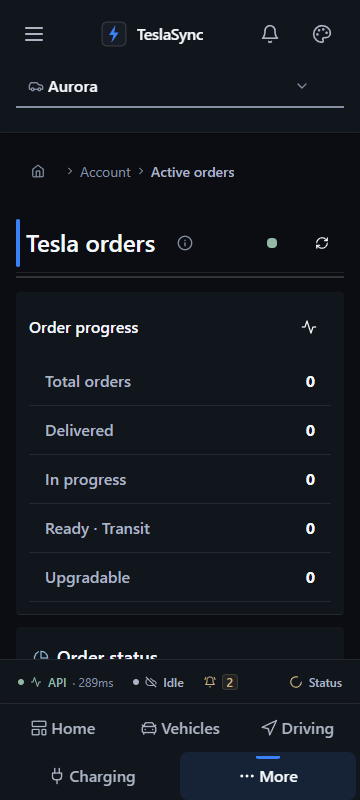 TeslaSync
Aurora
Account
Active orders
Tesla orders
Order progress
Total orders 0
Delivered 0
In progress 0
Ready · Transit 0
Upgradable 0
Order status
API · 289ms Idle 2 Status
Home Vehicles Driving
Charging More